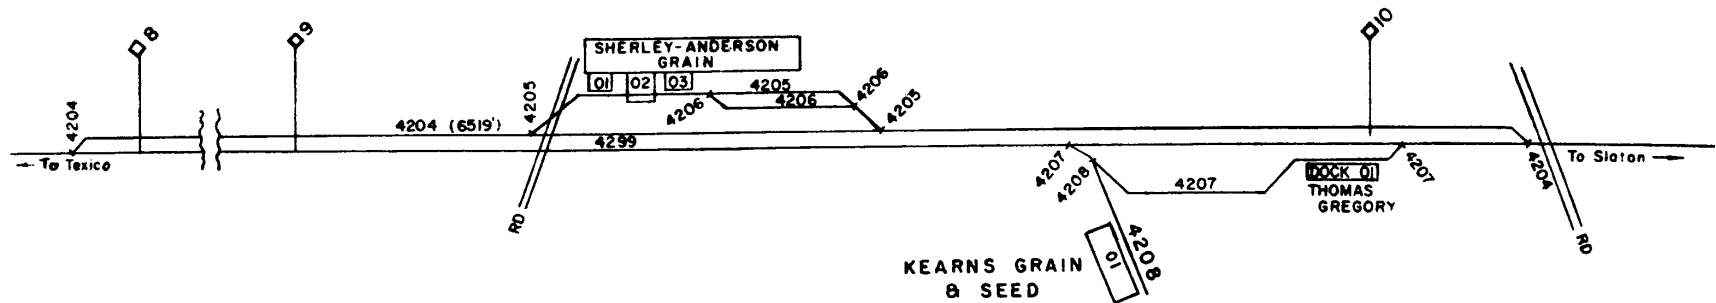 8
9
10
SHERLEY-ANDERSON
GRAIN
01 02 03
4204
4205
4205
4206
4206
4206
4205
4204 (6519')
4299
← To Texico
To Slaton →
4207
4208
4207
4207
4204
DOCK 01
THOMAS
GREGORY
RD
RD
4208
01
KEARNS GRAIN
& SEED